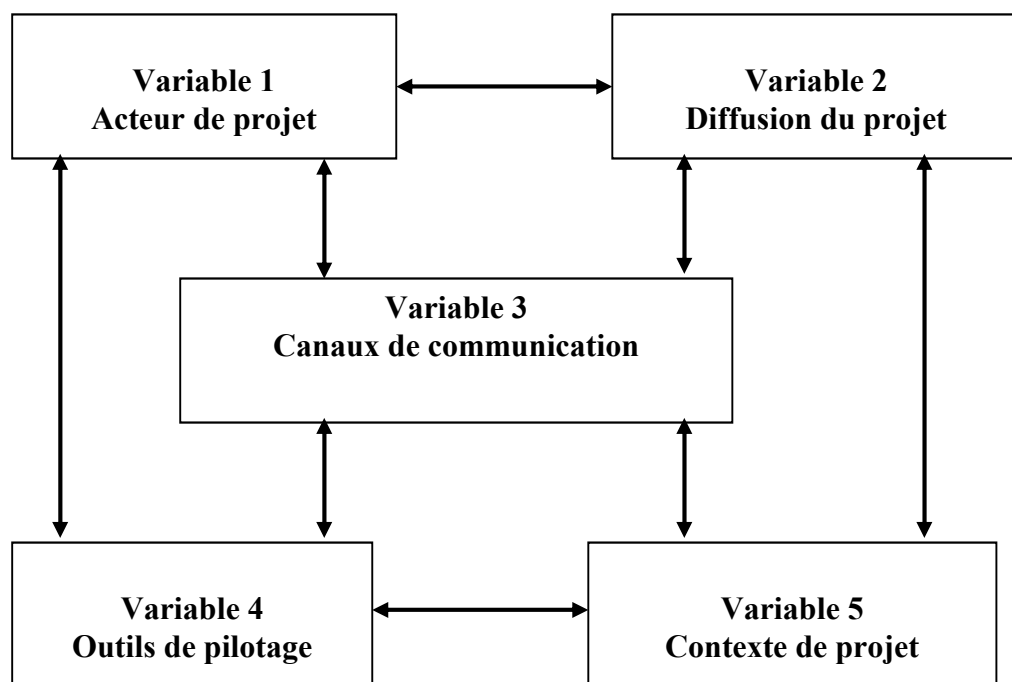 Variable 1
Acteur de projet
Variable 2
Diffusion du projet
Variable 3
Canaux de communication
Variable 4
Outils de pilotage
Variable 5
Contexte de projet